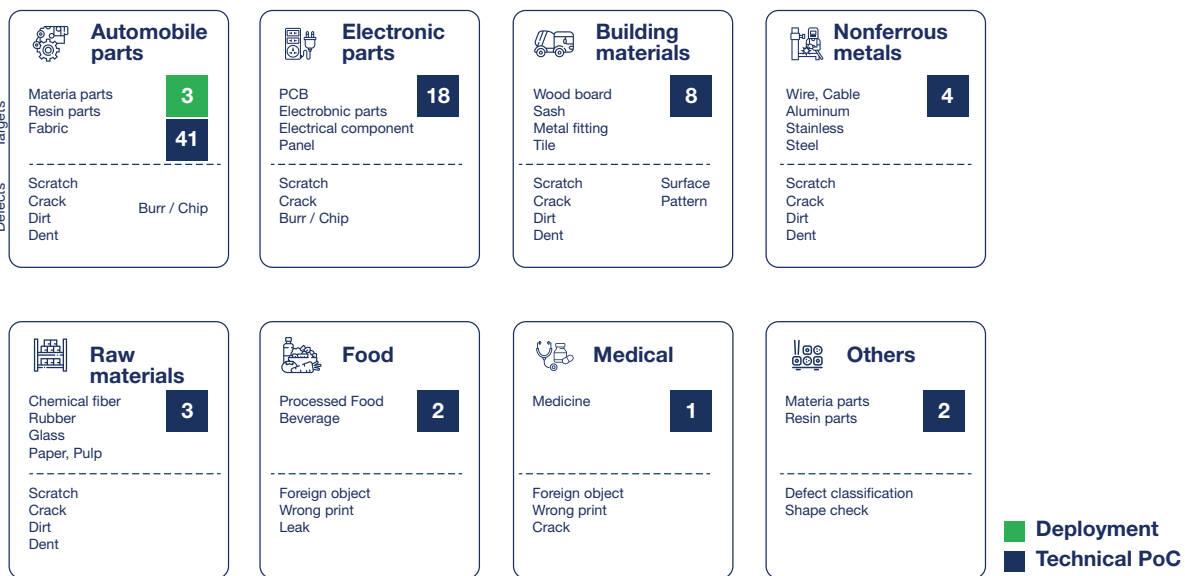 Automobile
parts
Materia parts
Resin parts
Fabric
3
41
Targets
Defects
Scratch
Crack
Dirt
Dent
Burr / Chip
Electronic
parts
PCB
Electrobnic parts
Electrical component
Panel
18
Scratch
Crack
Burr / Chip
Building
materials
Wood board
Sash
Metal fitting
Tile
8
Scratch
Crack
Dirt
Dent
Surface
Pattern
Nonferrous
metals
Wire, Cable
Aluminum
Stainless
Steel
4
Scratch
Crack
Dirt
Dent
Raw
materials
Chemical fiber
Rubber
Glass
Paper, Pulp
3
Scratch
Crack
Dirt
Dent
Food
Processed Food
Beverage
2
Foreign object
Wrong print
Leak
Medical
Medicine
1
Foreign object
Wrong print
Crack
Others
Materia parts
Resin parts
2
Defect classification
Shape check
Deployment
Technical PoC